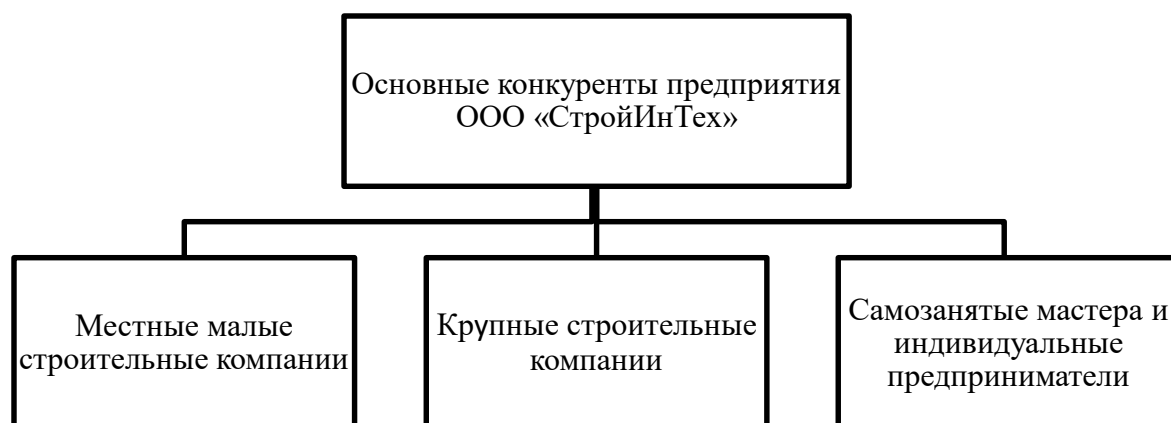 Основные конкуренты предприятия
ООО «СтройИнТех»
Местные малые
строительные компании
Крупные строительные
компании
Самозанятые мастера и
индивидуальные
предприниматели